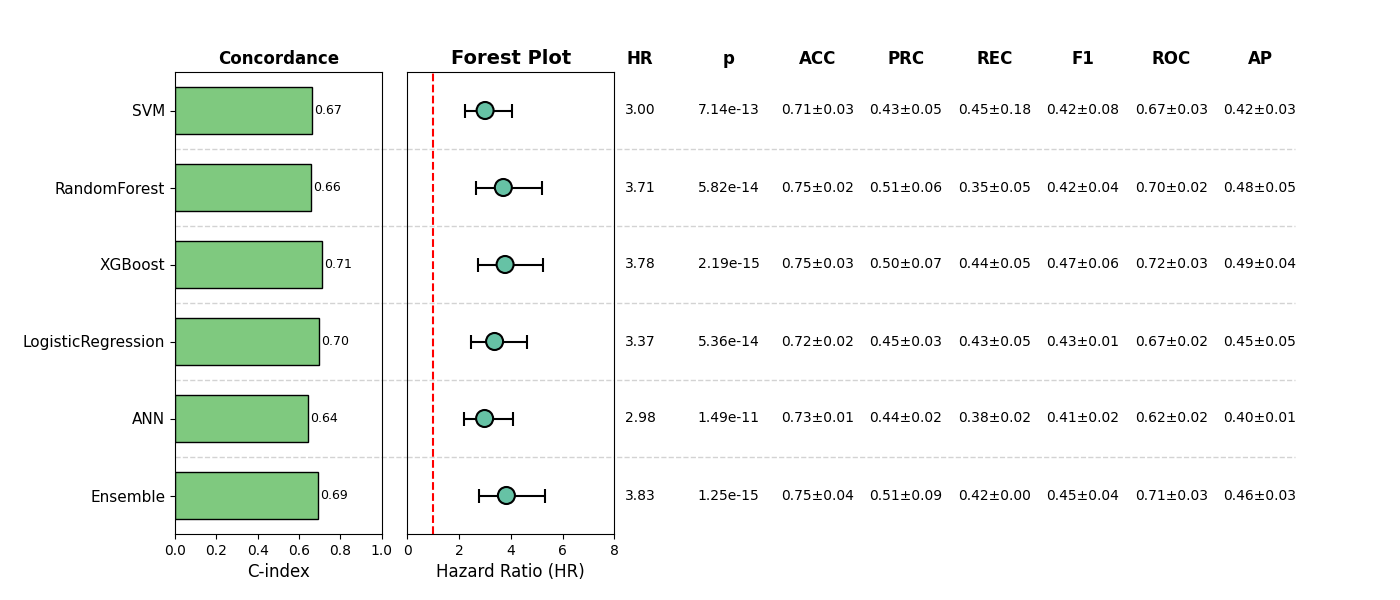 Concordance Forest Plot HR p ACC PRC REC F1 ROC AP
SVM 0.67 3.00 7.14e-13 0.71±0.03 0.43±0.05 0.45±0.18 0.42±0.08 0.67±0.03 0.42±0.03
RandomForest 0.66 3.71 5.82e-14 0.75±0.02 0.51±0.06 0.35±0.05 0.42±0.04 0.70±0.02 0.48±0.05
XGBoost 0.71 3.78 2.19e-15 0.75±0.03 0.50±0.07 0.44±0.05 0.47±0.06 0.72±0.03 0.49±0.04
LogisticRegression 0.70 3.37 5.36e-14 0.72±0.02 0.45±0.03 0.43±0.05 0.43±0.01 0.67±0.02 0.45±0.05
ANN 0.64 2.98 1.49e-11 0.73±0.01 0.44±0.02 0.38±0.02 0.41±0.02 0.62±0.02 0.40±0.01
Ensemble 0.69 3.83 1.25e-15 0.75±0.04 0.51±0.09 0.42±0.00 0.45±0.04 0.71±0.03 0.46±0.03
0.0 0.2 0.4 0.6 0.8 1.0 0 2 4 6 8
C-index Hazard Ratio (HR)